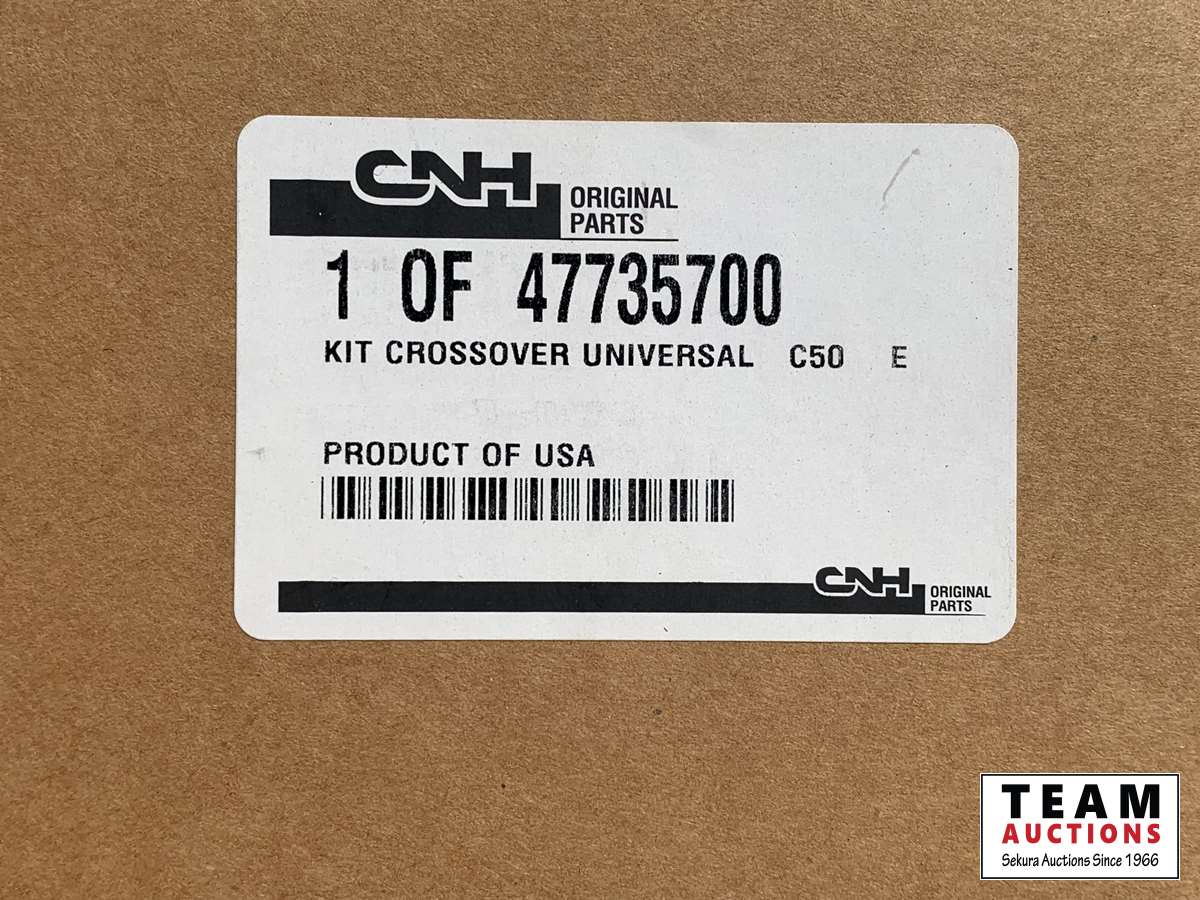 CNH
ORIGINAL
PARTS
1 OF 47735700
KIT CROSSOVER UNIVERSAL C50 E
PRODUCT OF USA
CNH
ORIGINAL
PARTS
TEAM
AUCTIONS
Sekura Auctions Since 1966